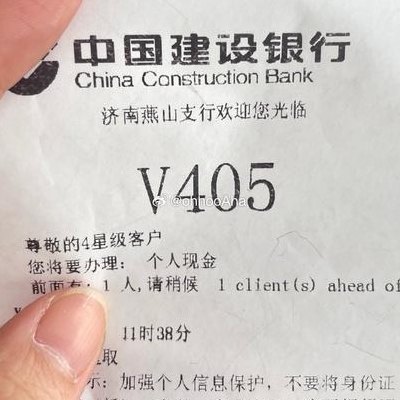 中国建设银行
China Construction Bank
济南燕山支行欢迎您光临
V405
@ohhooAha
尊敬的4星级客户
您将要办理： 个人现金
前面有：1 人,请稍候 1 client(s) ahead of
11时38分
取
示：加强个人信息保护，不要将身份证